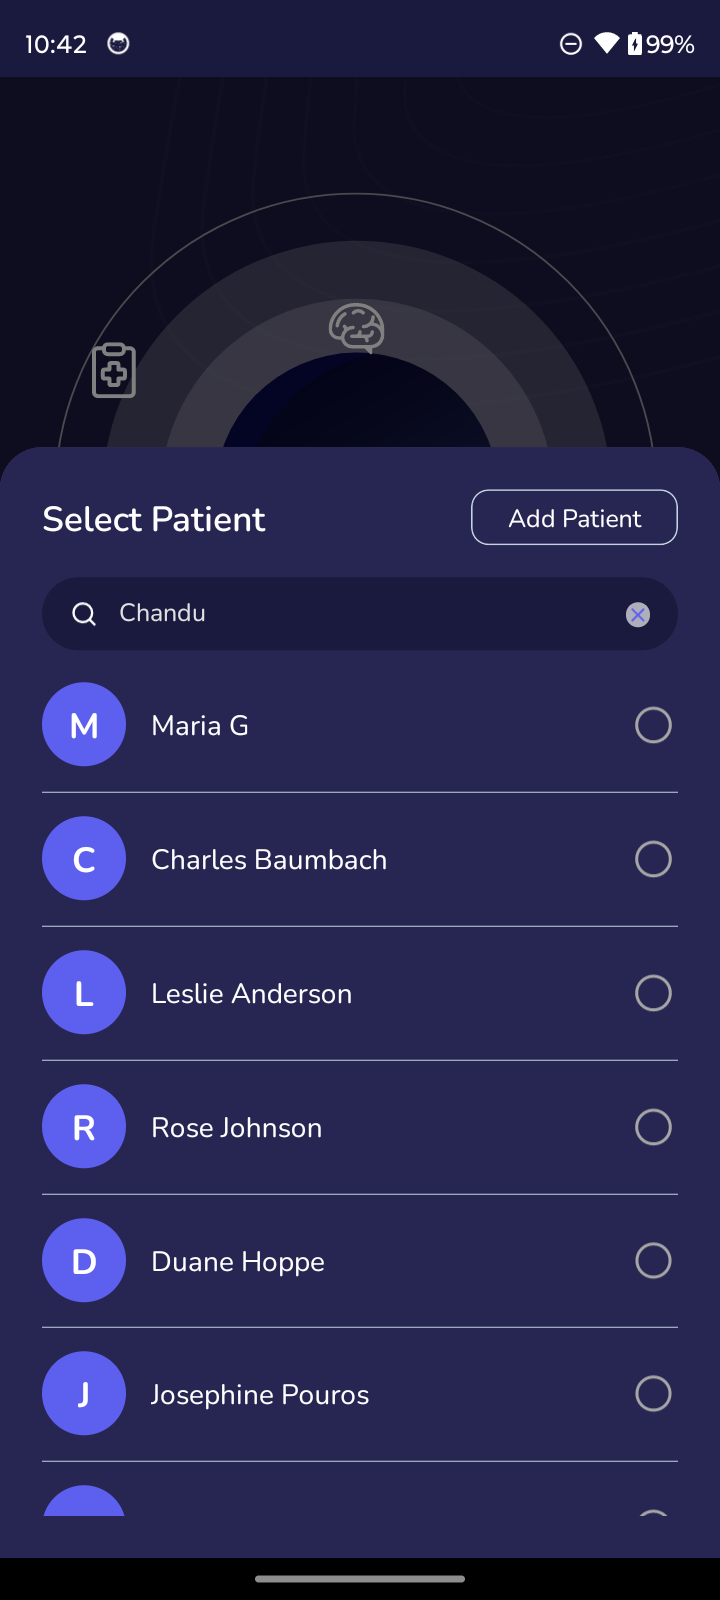 10:42
99%
Select Patient
Add Patient
Chandu
M
Maria G
C
Charles Baumbach
L
Leslie Anderson
R
Rose Johnson
D
Duane Hoppe
J
Josephine Pouros